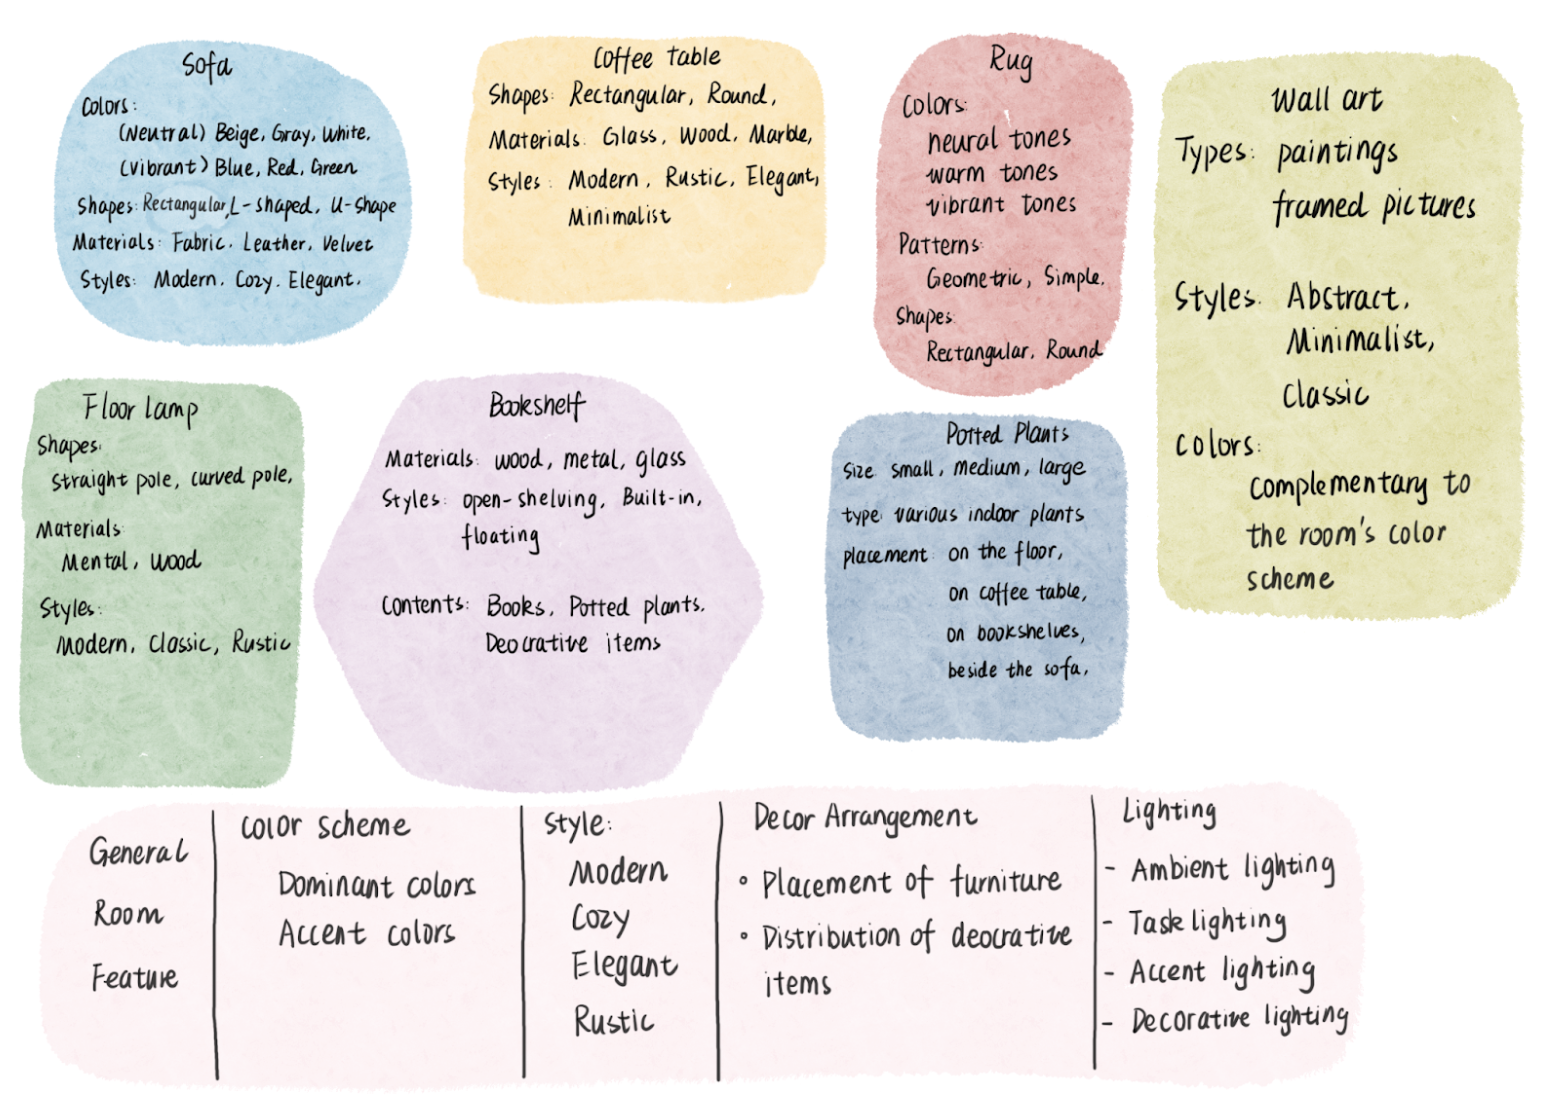 Sofa
Colors:
(Neutral) Beige, Gray, White.
(Vibrant) Blue, Red, Green
Shapes: Rectangular, L-shaped, U-shape
Materials: Fabric, Leather, Velvet
Styles: Modern. Cozy. Elegant.
Coffee table
Shapes: Rectangular, Round,
Materials: Glass, Wood, Marble,
Styles: Modern, Rustic, Elegant,
Minimalist
Rug
Colors:
neural tones
warm tones
vibrant tones
Patterns:
Geometric, Simple.
Shapes:
Rectangular, Round
Wall art
Types: paintings
framed pictures
Styles: Abstract,
Minimalist,
Classic
Colors:
complementary to
the room's color
scheme
Floor lamp
Shapes:
straight pole, curved pole,
Materials:
Mental, wood
Styles:
Modern, Classic, Rustic
Bookshelf
Materials: wood, metal, glass
Styles: open-shelving, Built-in,
floating
Contents: Books, Potted plants.
Deocrative items
Potted Plants
Size: small, medium, large
type: various indoor plants
placement: on the floor,
on coffee table,
on bookshelves,
beside the sofa,
General
Room
Feature
Color scheme
Dominant colors
Accent colors
Style:
Modern
Cozy
Elegant
Rustic
Decor Arrangement
• Placement of furniture
• Distribution of deocrative
items
Lighting
- Ambient lighting
- Task lighting
- Accent lighting
- Decorative lighting